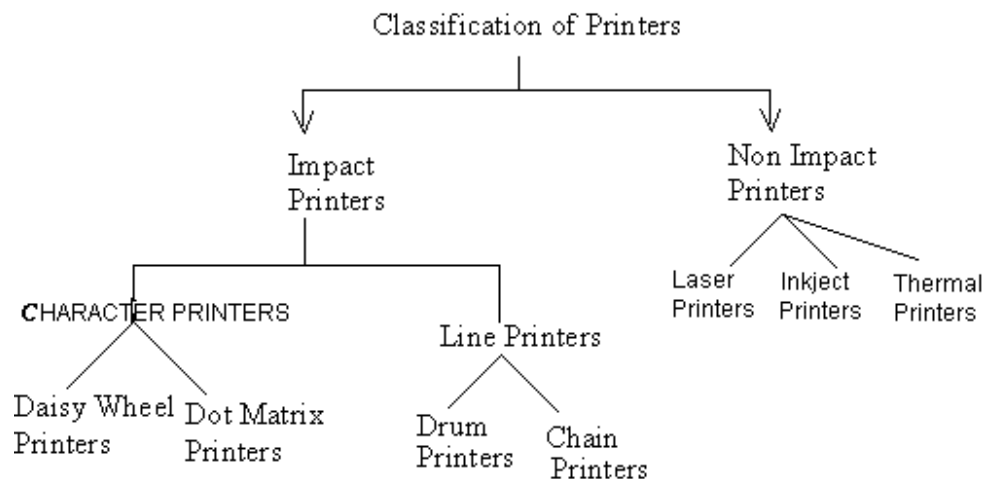 Classification of Printers
Impact
Printers
Non Impact
Printers
Laser
Printers
Inkject
Printers
Thermal
Printers
CHARACTER PRINTERS
Line Printers
Daisy Wheel
Printers
Dot Matrix
Printers
Drum
Printers
Chain
Printers